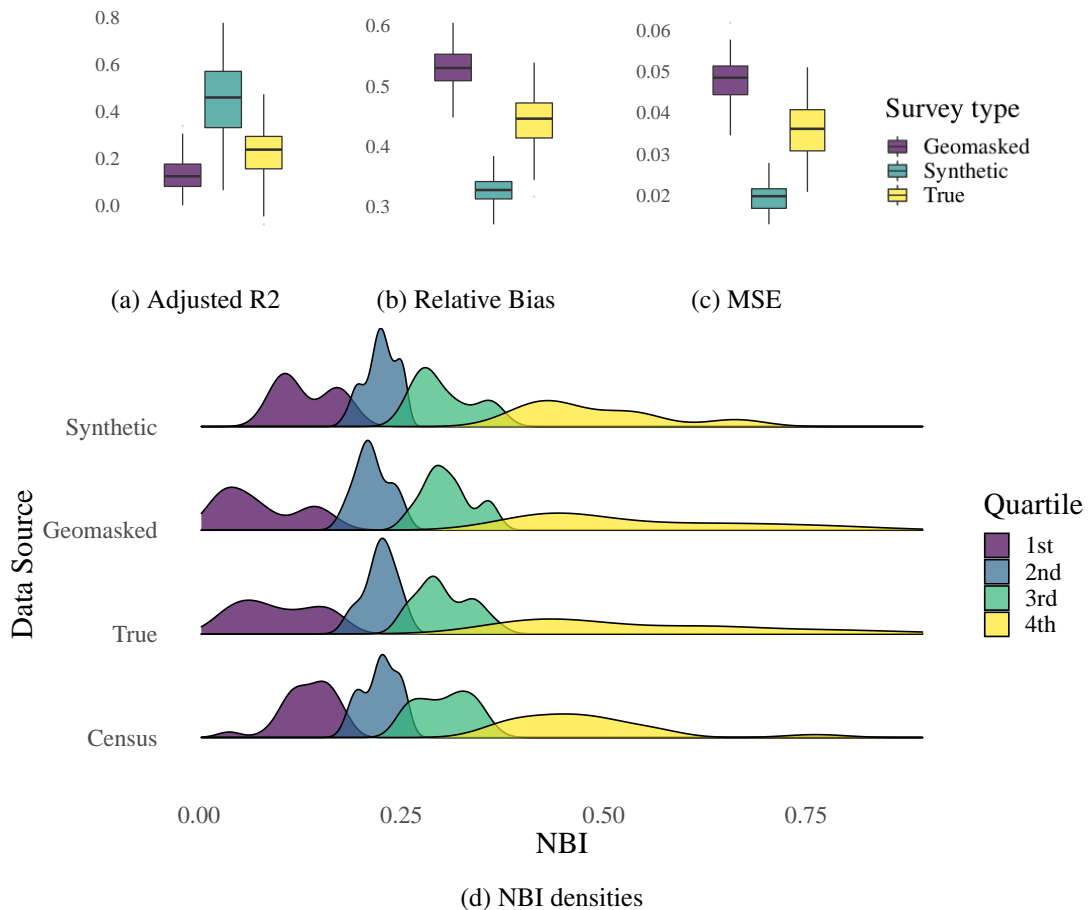 0.8
0.6
0.4
0.2
0.0
(a) Adjusted R2
0.6
0.5
0.4
0.3
(b) Relative Bias
0.06
0.05
0.04
0.03
0.02
(c) MSE
Survey type
Geomasked
Synthetic
True
Data Source
Synthetic
Geomasked
True
Census
0.00 0.25 0.50 0.75
NBI
Quartile
1st
2nd
3rd
4th
(d) NBI densities